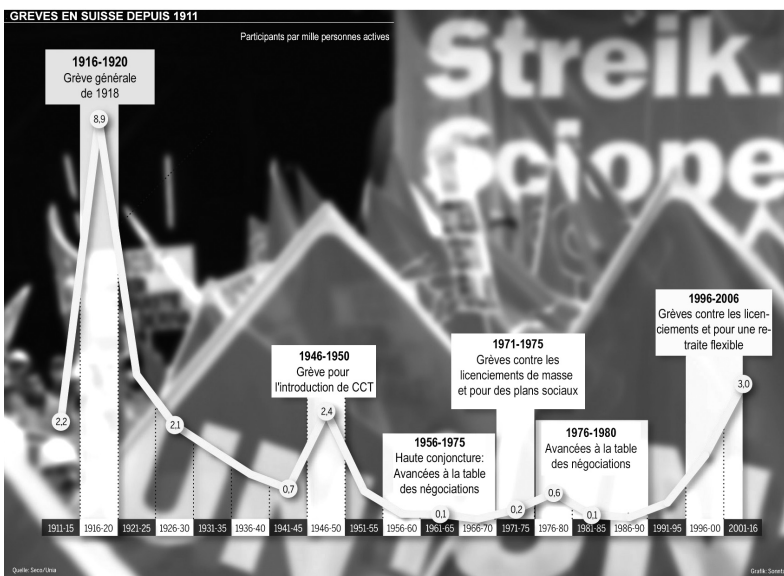 GREVES EN SUISSE DEPUIS 1911
Participants par mille personnes actives
Streik.
Sciope
1916-1920
Grève générale
de 1918
8,9
2,2
2,1
0,7
1946-1950
Grève pour
l'introduction de CCT
2,4
1956-1975
Haute conjoncture:
Avancées à la table
des négociations
0,1
1971-1975
Grèves contre les
licenciements de masse
et pour des plans sociaux
0,2
1976-1980
Avancées à la table
des négociations
0,6
0,1
1996-2006
Grèves contre les licen-
ciements et pour une re-
traite flexible
3,0
1911-15 1916-20 1921-25 1926-30 1931-35 1936-40 1941-45 1946-50 1951-55 1956-60 1961-65 1966-70 1971-75 1976-80 1981-85 1986-90 1991-95 1996-00 2001-16
Quelle: Seco/Unia
Grafik: